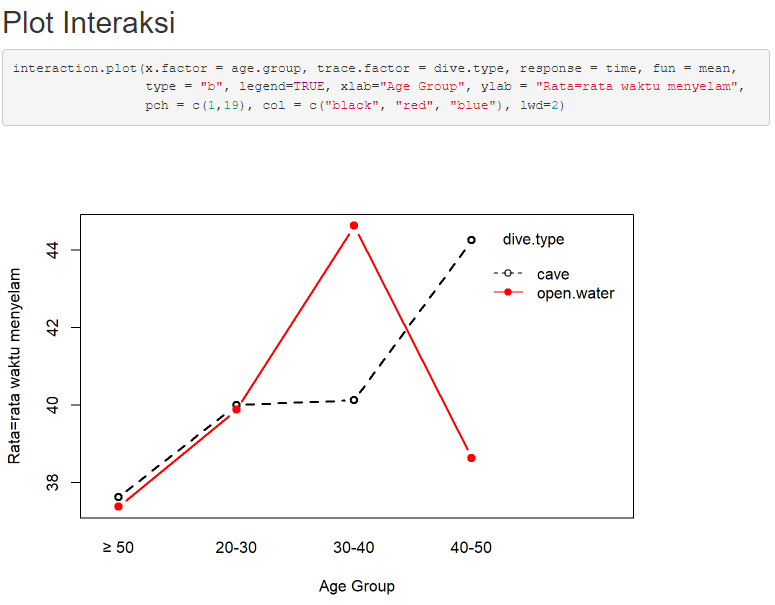 Plot Interaksi
interaction.plot(x.factor = age.group, trace.factor = dive.type, response = time, fun = mean,
type = "b", legend=TRUE, xlab="Age Group", ylab = "Rata=rata waktu menyelam",
pch = c(1,19), col = c("black", "red", "blue"), lwd=2)
Rata=rata waktu menyelam
44
42
40
38
dive.type
cave
open.water
≥ 50 20-30 30-40 40-50
Age Group